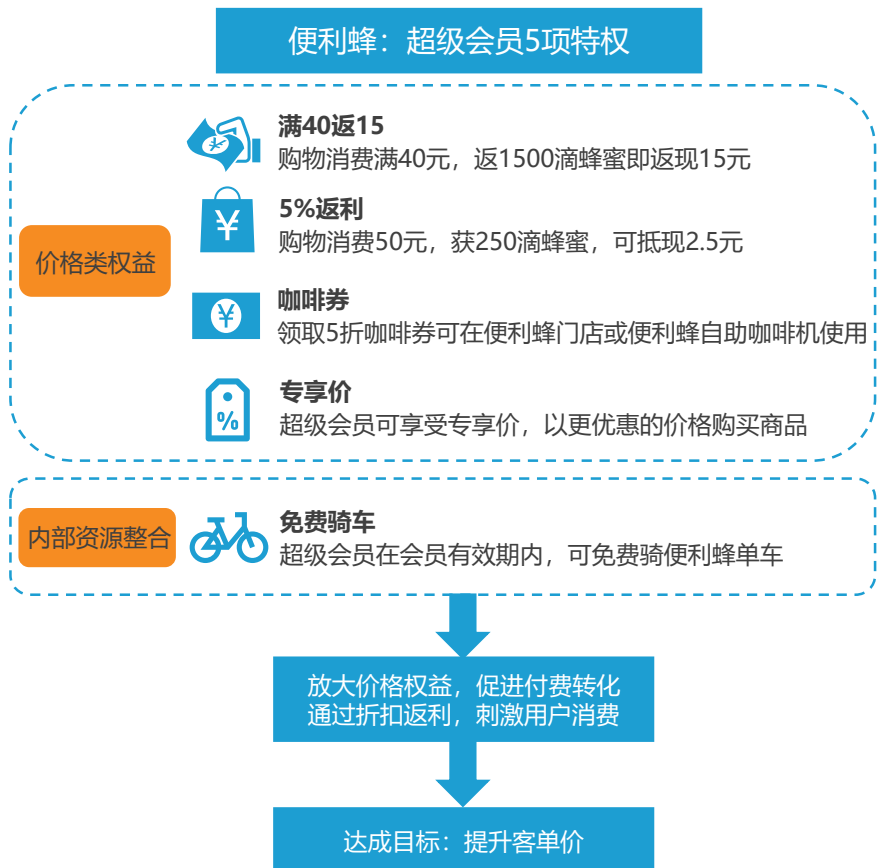 便利蜂：超级会员5项特权
满40返15
购物消费满40元，返1500滴蜂蜜即返现15元
¥
5%返利
购物消费50元，获250滴蜂蜜，可抵现2.5元
价格类权益
¥
咖啡券
领取5折咖啡券可在便利蜂门店或便利蜂自助咖啡机使用
%
专享价
超级会员可享受专享价，以更优惠的价格购买商品
内部资源整合
免费骑车
超级会员在会员有效期内，可免费骑便利蜂单车
放大价格权益，促进付费转化
通过折扣返利，刺激用户消费
达成目标：提升客单价